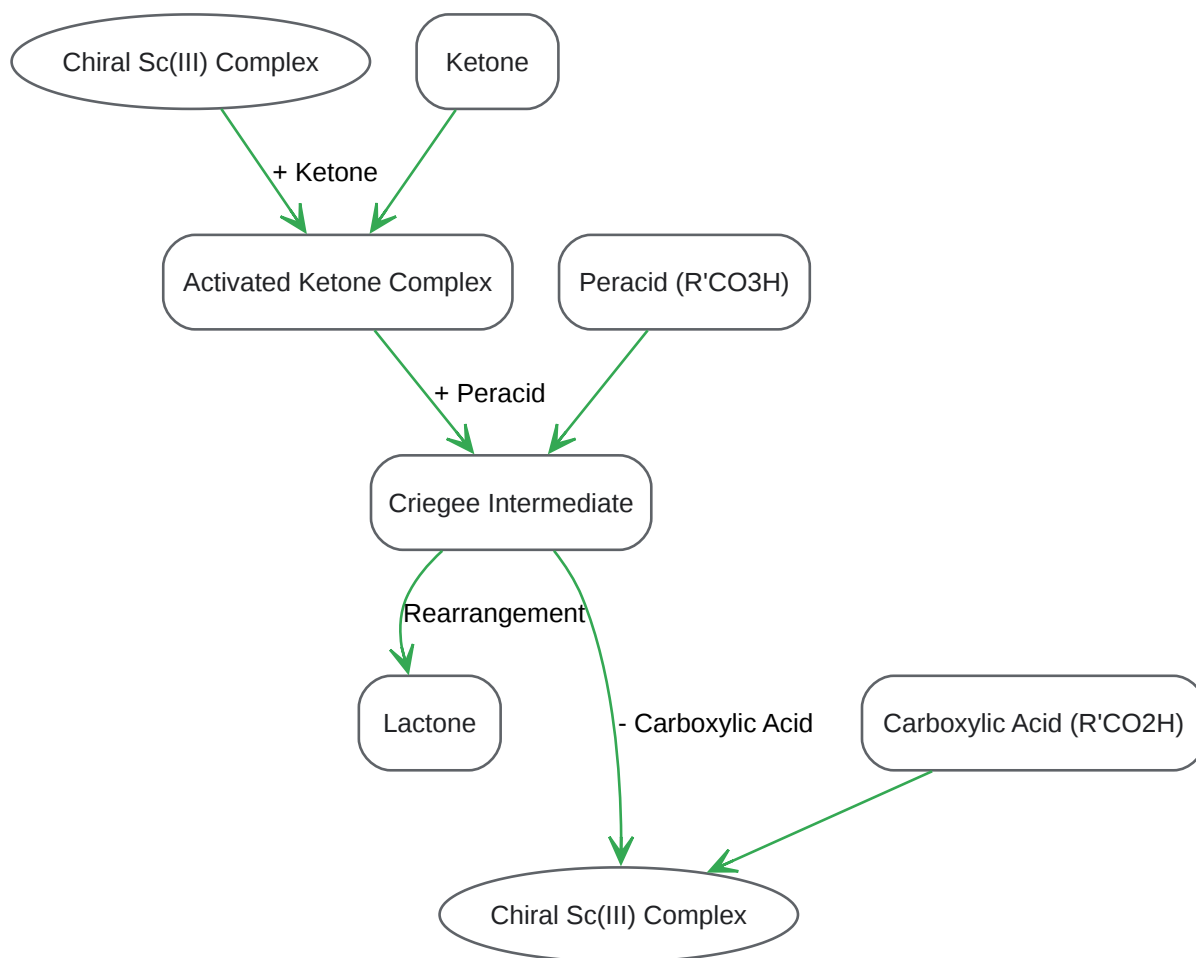 Chiral Sc(III) Complex
Ketone
+ Ketone
Activated Ketone Complex
Peracid (R'CO3H)
+ Peracid
Criegee Intermediate
Rearrangement
Lactone
- Carboxylic Acid
Carboxylic Acid (R'CO2H)
Chiral Sc(III) Complex